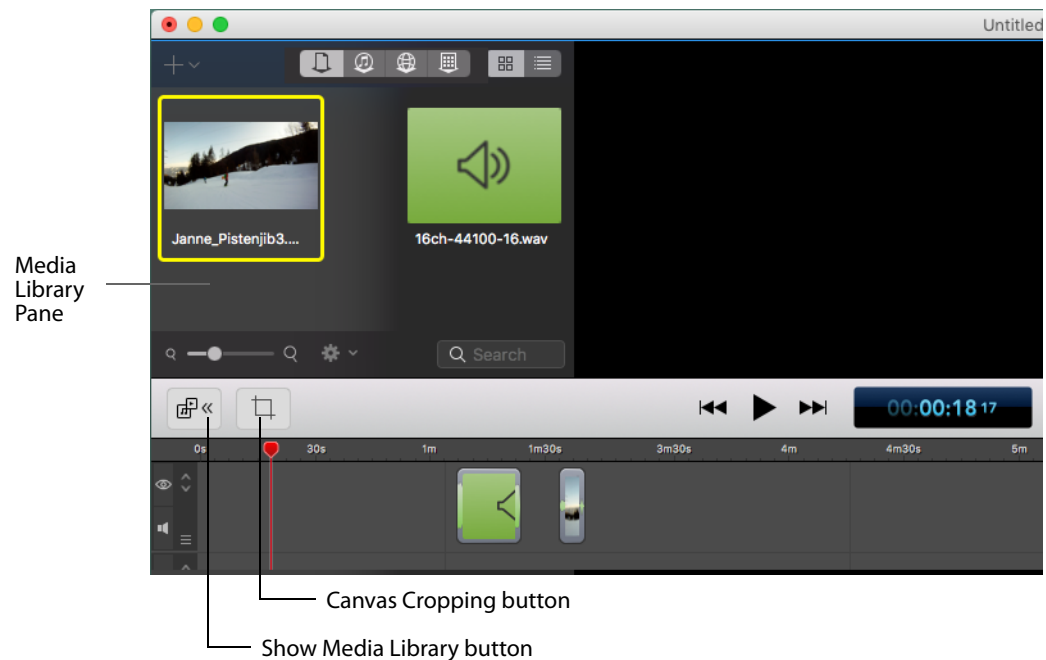 Untitled
Janne_Pistenjib3....
16ch-44100-16.wav
Media
Library
Pane
Search
00:00:18 17
0s 30s 1m 1m30s 3m30s 4m 4m30s 5m
Canvas Cropping button
Show Media Library button